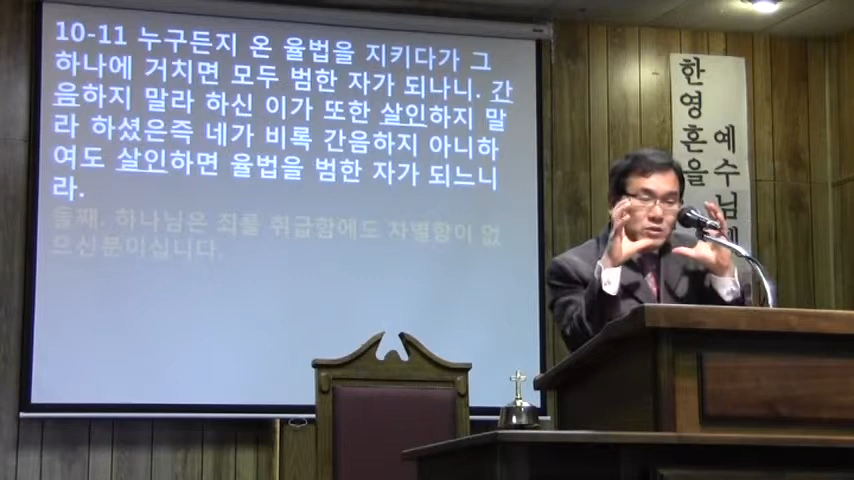 10-11 누구든지 온 율법을 지키다가 그
하나에 거치면 모두 범한 자가 되나니. 간
음하지 말라 하신 이가 또한 살인하지 말
라 하셨은즉 네가 비록 간음하지 아니하
여도 살인하면 율법을 범한 자가 되느니
라.
둘째. 하나님은 죄를 취급함에도 차별함이 없
으신분이십니다.
한영혼을
예수님께